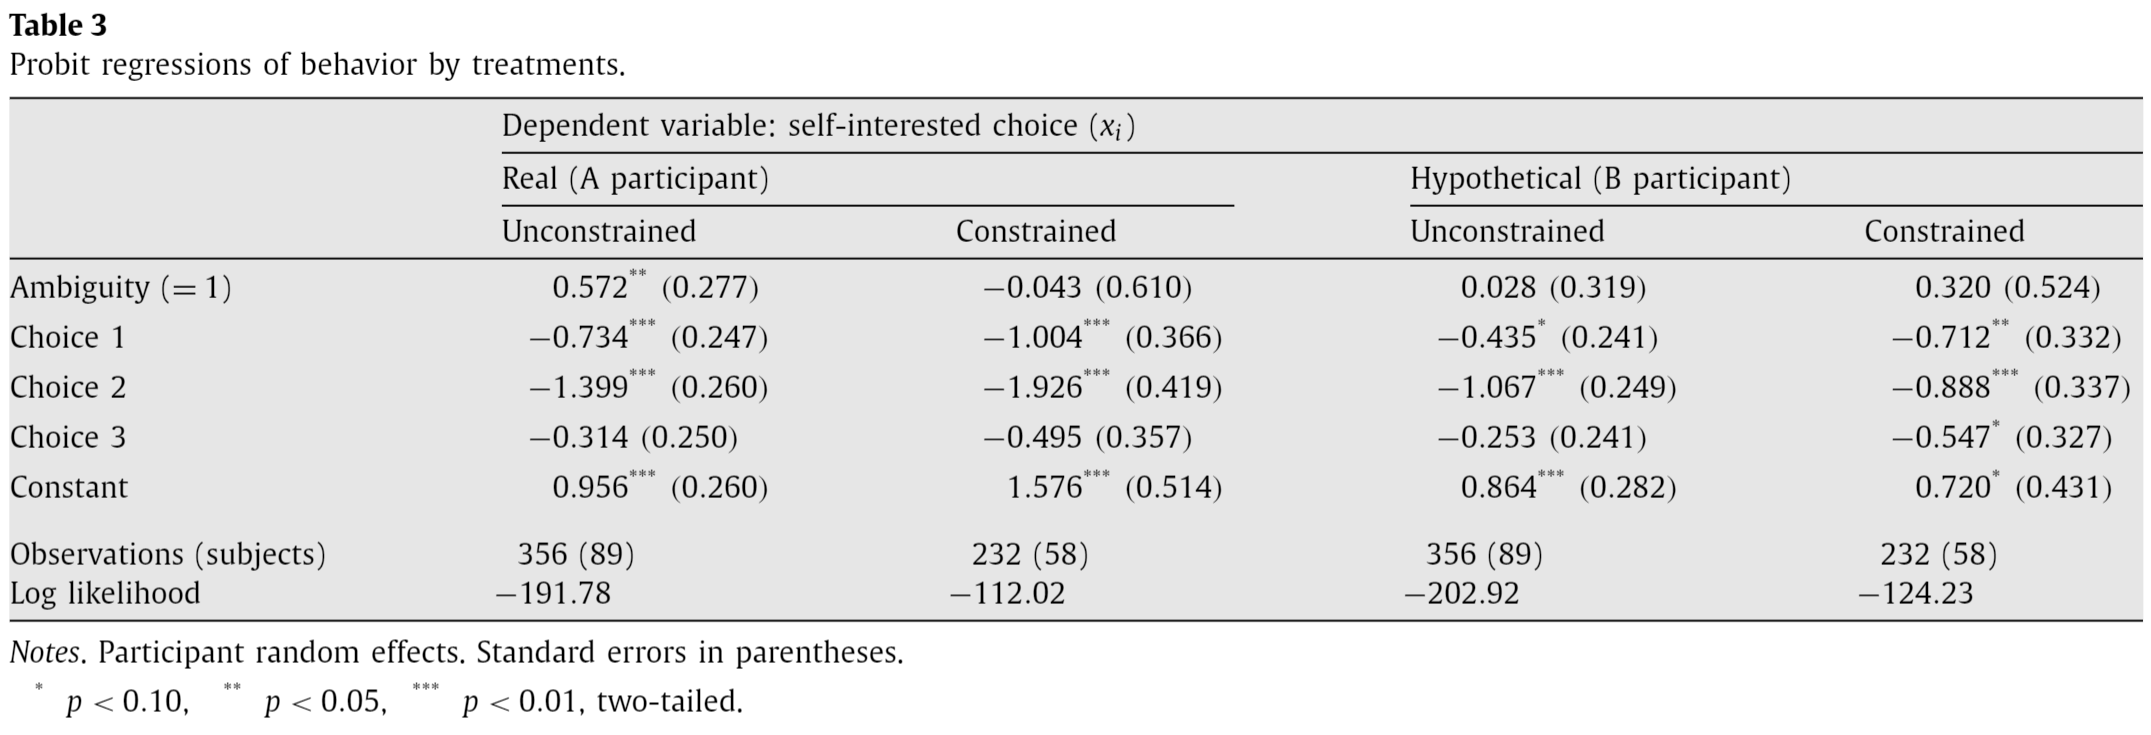 Table 3
Probit regressions of behavior by treatments.
Dependent variable: self-interested choice (xᵢ)
Real (A participant) Hypothetical (B participant)
Unconstrained Constrained Unconstrained Constrained
Ambiguity (= 1) 0.572** (0.277) −0.043 (0.610) 0.028 (0.319) 0.320 (0.524)
Choice 1 −0.734*** (0.247) −1.004*** (0.366) −0.435* (0.241) −0.712** (0.332)
Choice 2 −1.399*** (0.260) −1.926*** (0.419) −1.067*** (0.249) −0.888*** (0.337)
Choice 3 −0.314 (0.250) −0.495 (0.357) −0.253 (0.241) −0.547* (0.327)
Constant 0.956*** (0.260) 1.576*** (0.514) 0.864*** (0.282) 0.720* (0.431)
Observations (subjects) 356 (89) 232 (58) 356 (89) 232 (58)
Log likelihood −191.78 −112.02 −202.92 −124.23
Notes. Participant random effects. Standard errors in parentheses.
* p < 0.10, ** p < 0.05, *** p < 0.01, two-tailed.